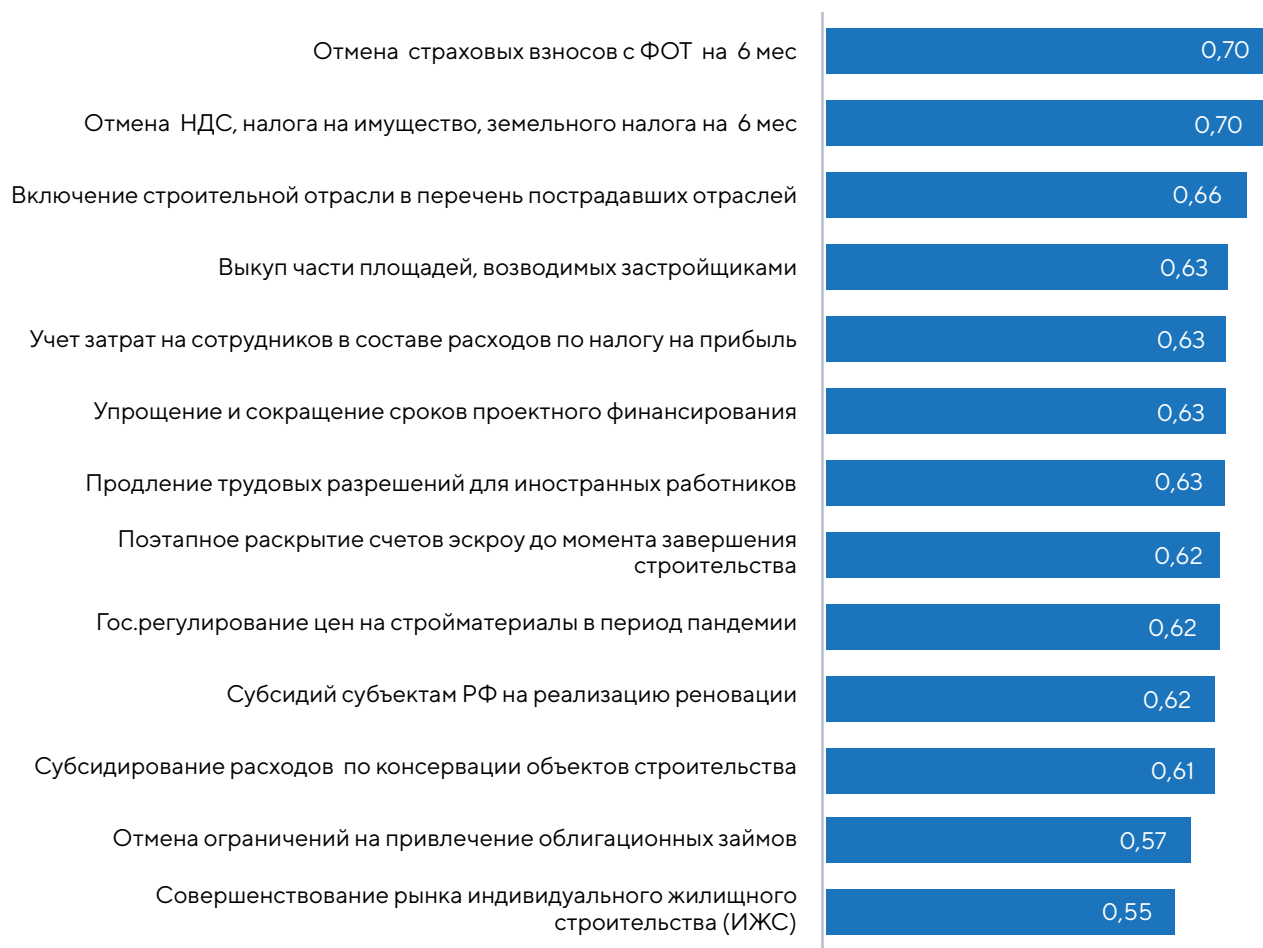 Отмена страховых взносов с ФОТ на 6 мес 0,70
Отмена НДС, налога на имущество, земельного налога на 6 мес 0,70
Включение строительной отрасли в перечень пострадавших отраслей 0,66
Выкуп части площадей, возводимых застройщиками 0,63
Учет затрат на сотрудников в составе расходов по налогу на прибыль 0,63
Упрощение и сокращение сроков проектного финансирования 0,63
Продление трудовых разрешений для иностранных работников 0,63
Поэтапное раскрытие счетов эскроу до момента завершения
строительства 0,62
Гос.регулирование цен на стройматериалы в период пандемии 0,62
Субсидий субъектам РФ на реализацию реновации 0,62
Субсидирование расходов по консервации объектов строительства 0,61
Отмена ограничений на привлечение облигационных займов 0,57
Совершенствование рынка индивидуального жилищного
строительства (ИЖС) 0,55